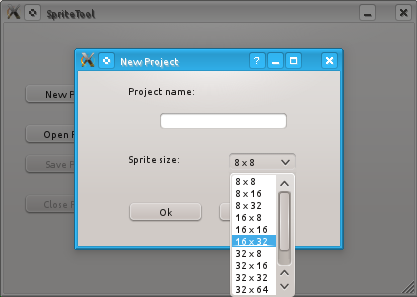 SpriteTool
New Project
?
Project name:
New P
Open P
Sprite size:
8 x 8
Save P
8 x 8
8 x 16
8 x 32
16 x 8
16 x 16
16 x 32
32 x 8
32 x 16
32 x 32
32 x 64
Close P
Ok